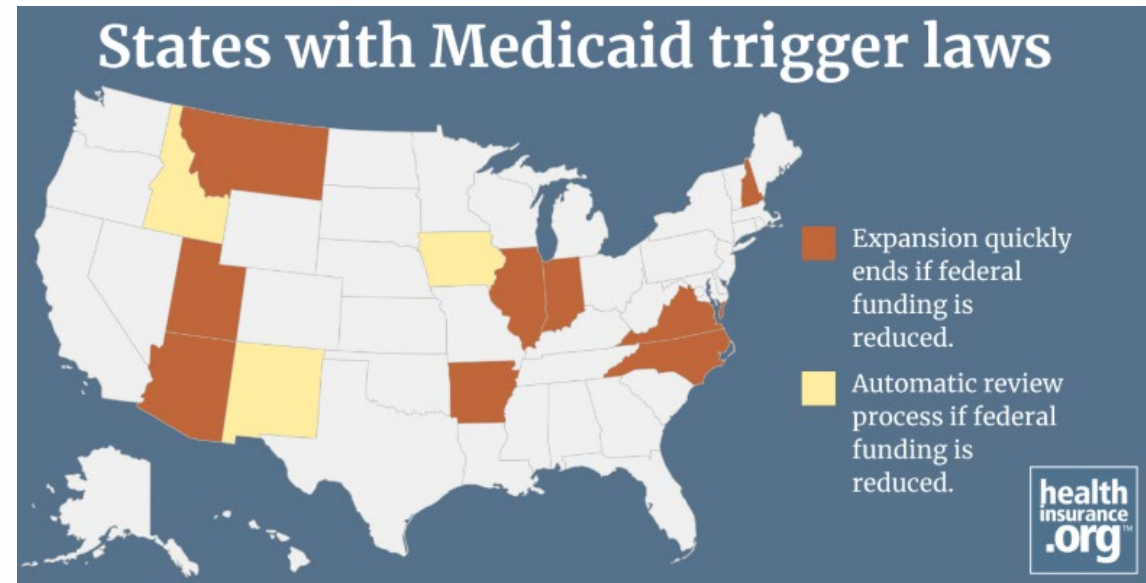 States with Medicaid trigger laws
Expansion quickly
ends if federal
funding is
reduced.
Automatic review
process if federal
funding is
reduced.
health
insurance
.org™